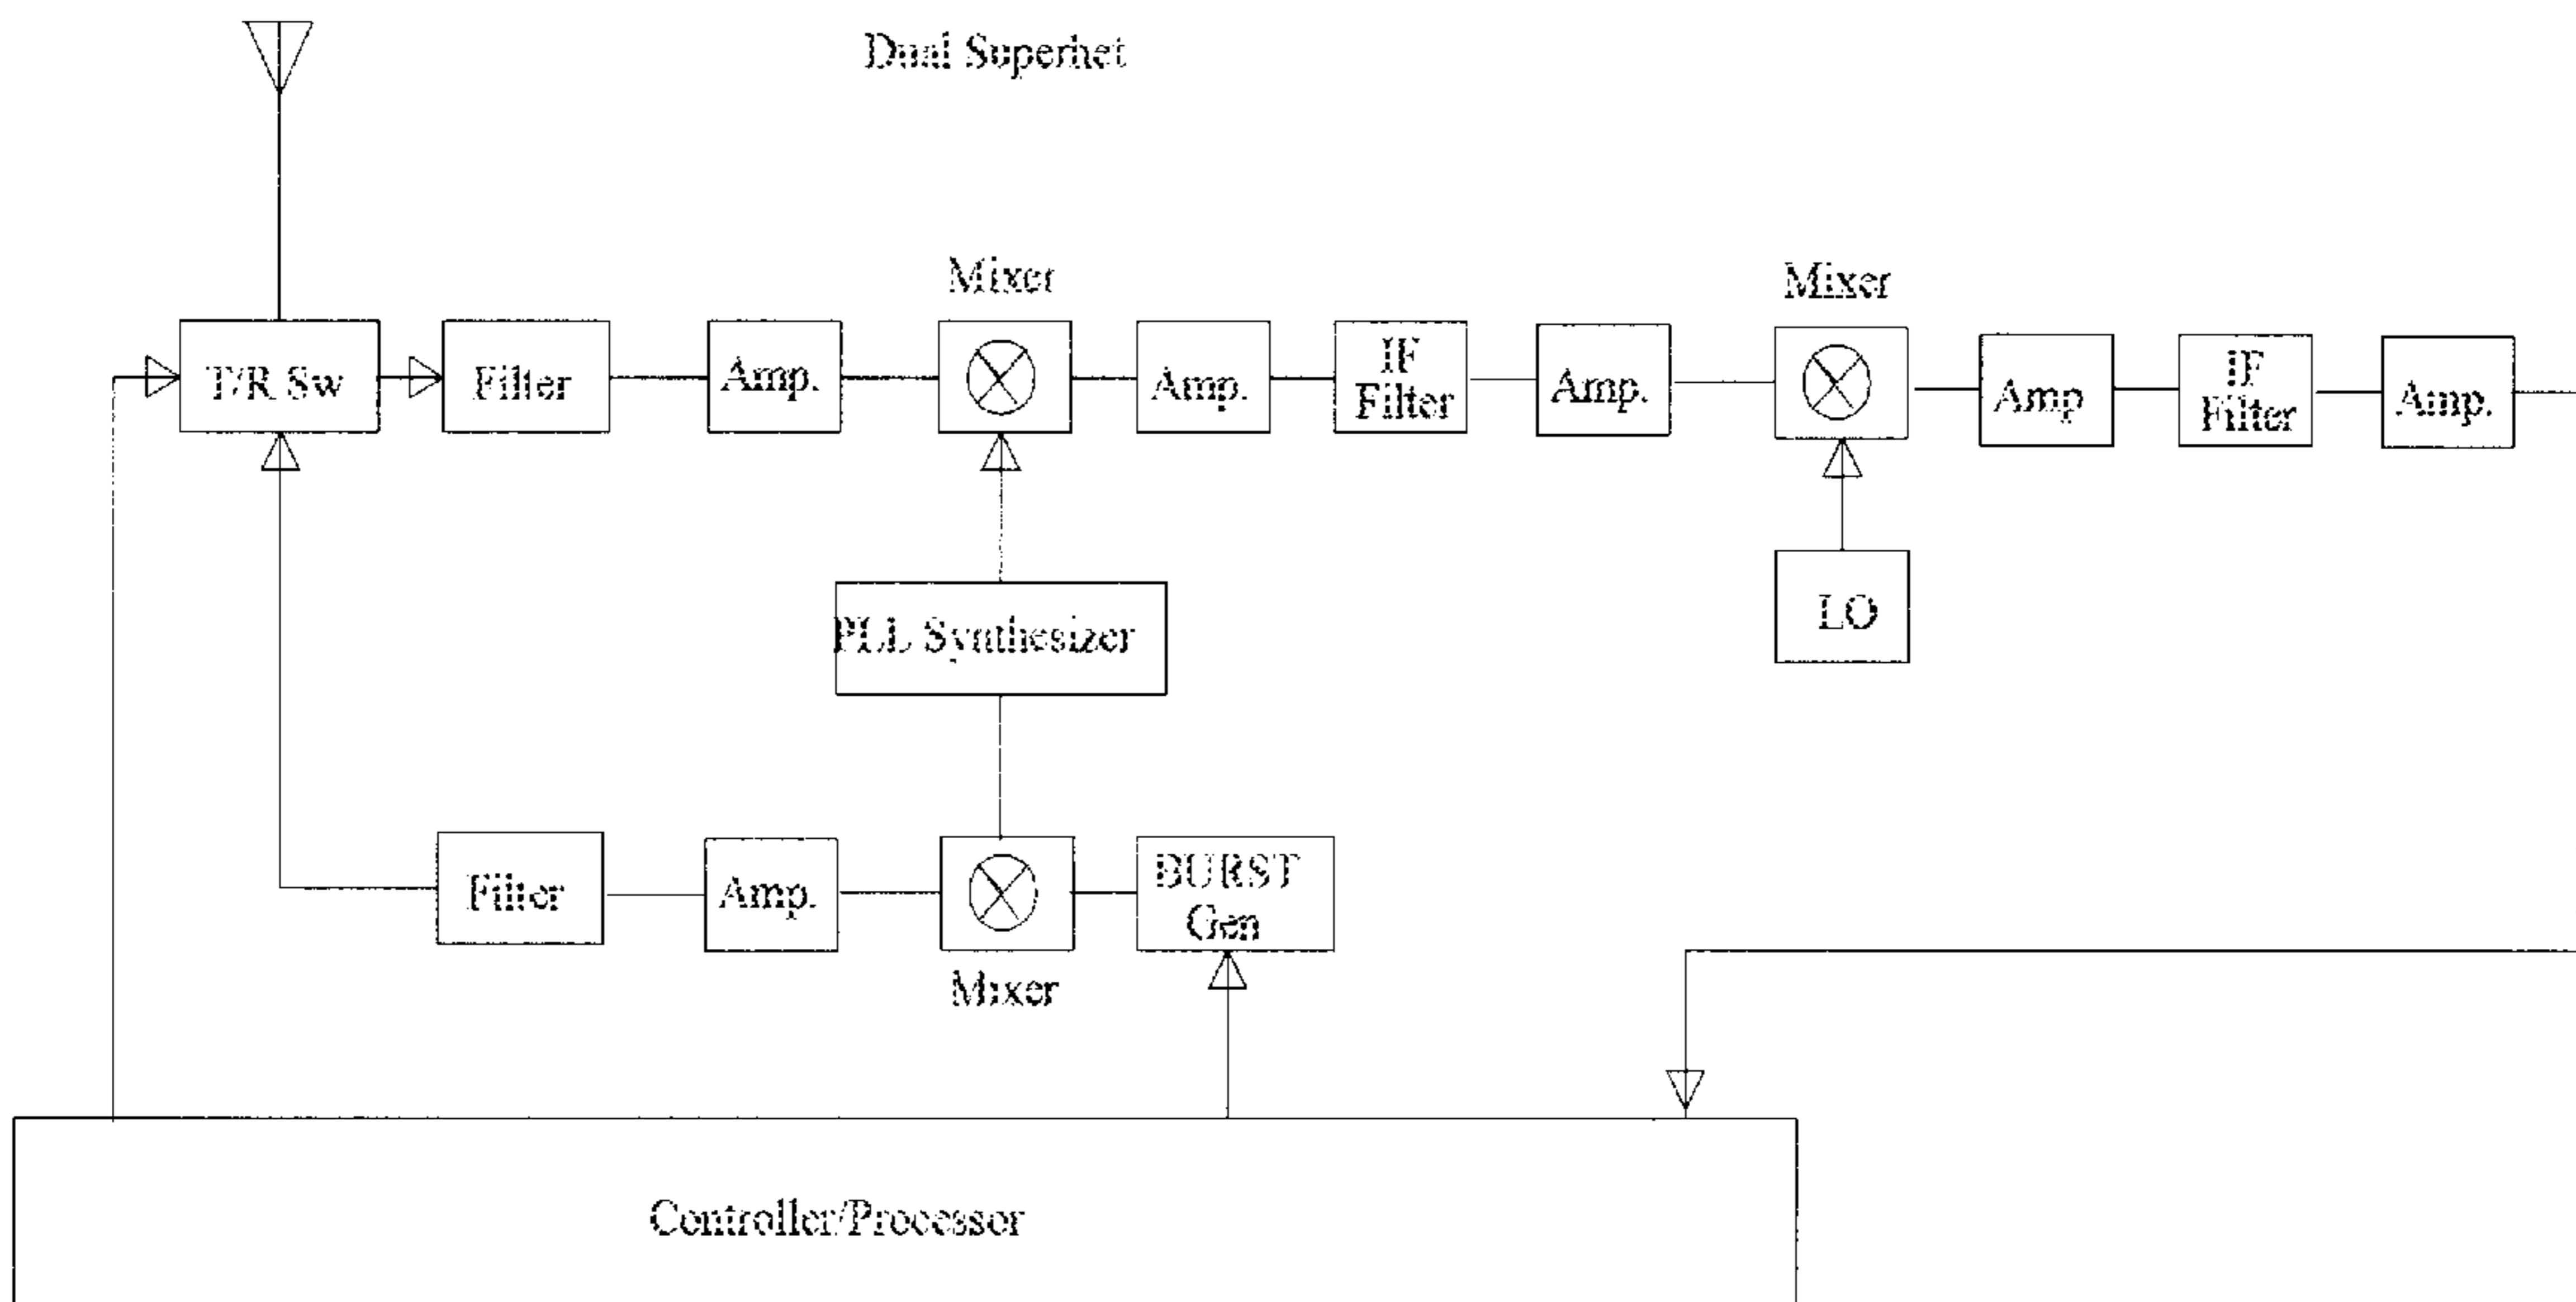 Dual Superhet
Mixer
Mixer
T/R Sw
Filter
Amp.
Amp.
IF
Filter
Amp.
Amp
IF
Filter
Amp.
PLL Synthesizer
LO
Filter
Amp.
BURST
Gen
Mixer
Controller/Processor